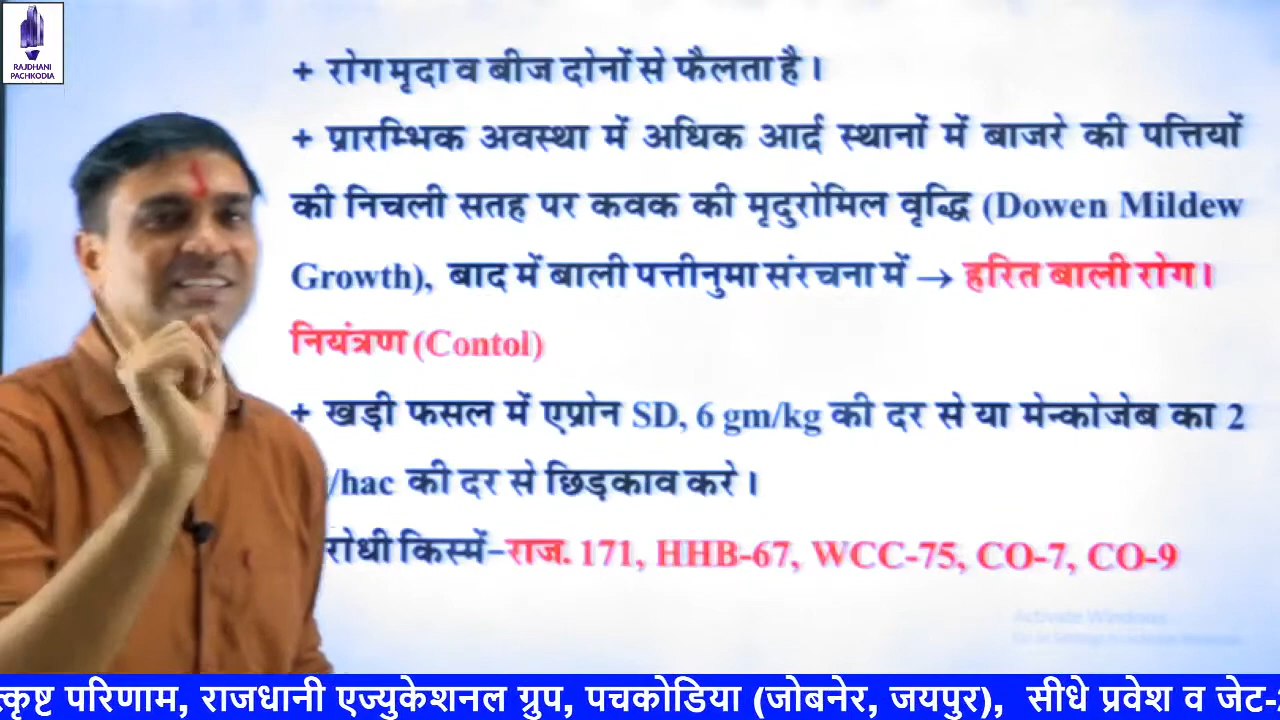 RAJDHANI
PACHKODIA
+ रोग मृदा व बीज दोनों से फैलता है।
+ प्रारम्भिक अवस्था में अधिक आर्द्र स्थानों में बाजरे की पत्तियों
की निचली सतह पर कवक की मृदुरोमिल वृद्धि (Dowen Mildew
Growth), बाद में बाली पत्तीनुमा संरचना में → हरित बाली रोग।
नियंत्रण (Contol)
+ खड़ी फसल में एप्रोन SD, 6 gm/kg की दर से या मेन्कोजेब का 2
/hac की दर से छिड़काव करे।
रोधी किस्में-राज. 171, HHB-67, WCC-75, CO-7, CO-9
Activate Windows
त्कृष्ट परिणाम, राजधानी एज्युकेशनल ग्रुप, पचकोडिया (जोबनेर, जयपुर), सीधे प्रवेश व जेट-